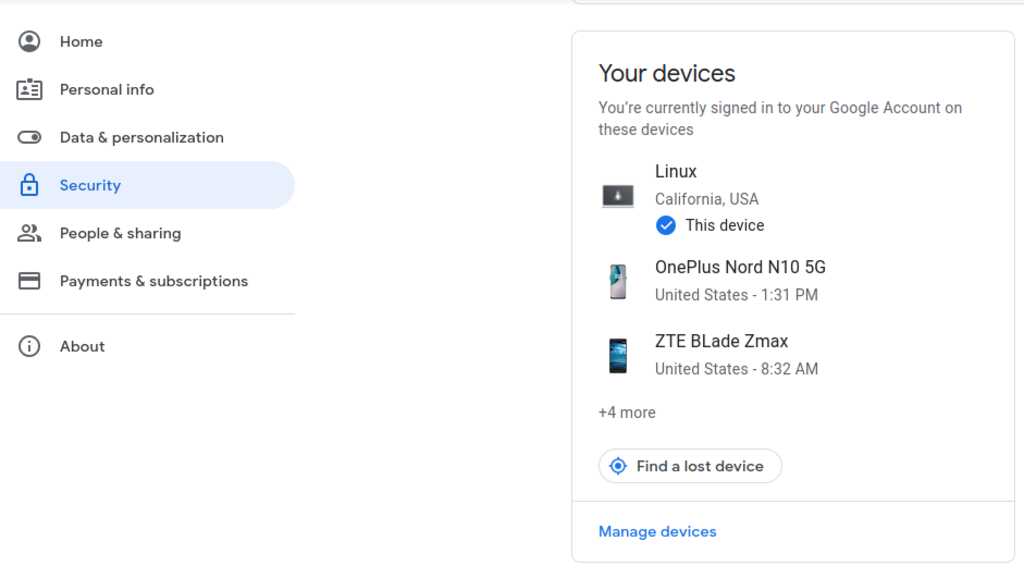 Home
Personal info
Data & personalization
Security
People & sharing
Payments & subscriptions
About
Your devices
You're currently signed in to your Google Account on
these devices
Linux
California, USA
This device
OnePlus Nord N10 5G
United States - 1:31 PM
ZTE BLade Zmax
United States - 8:32 AM
+4 more
Find a lost device
Manage devices